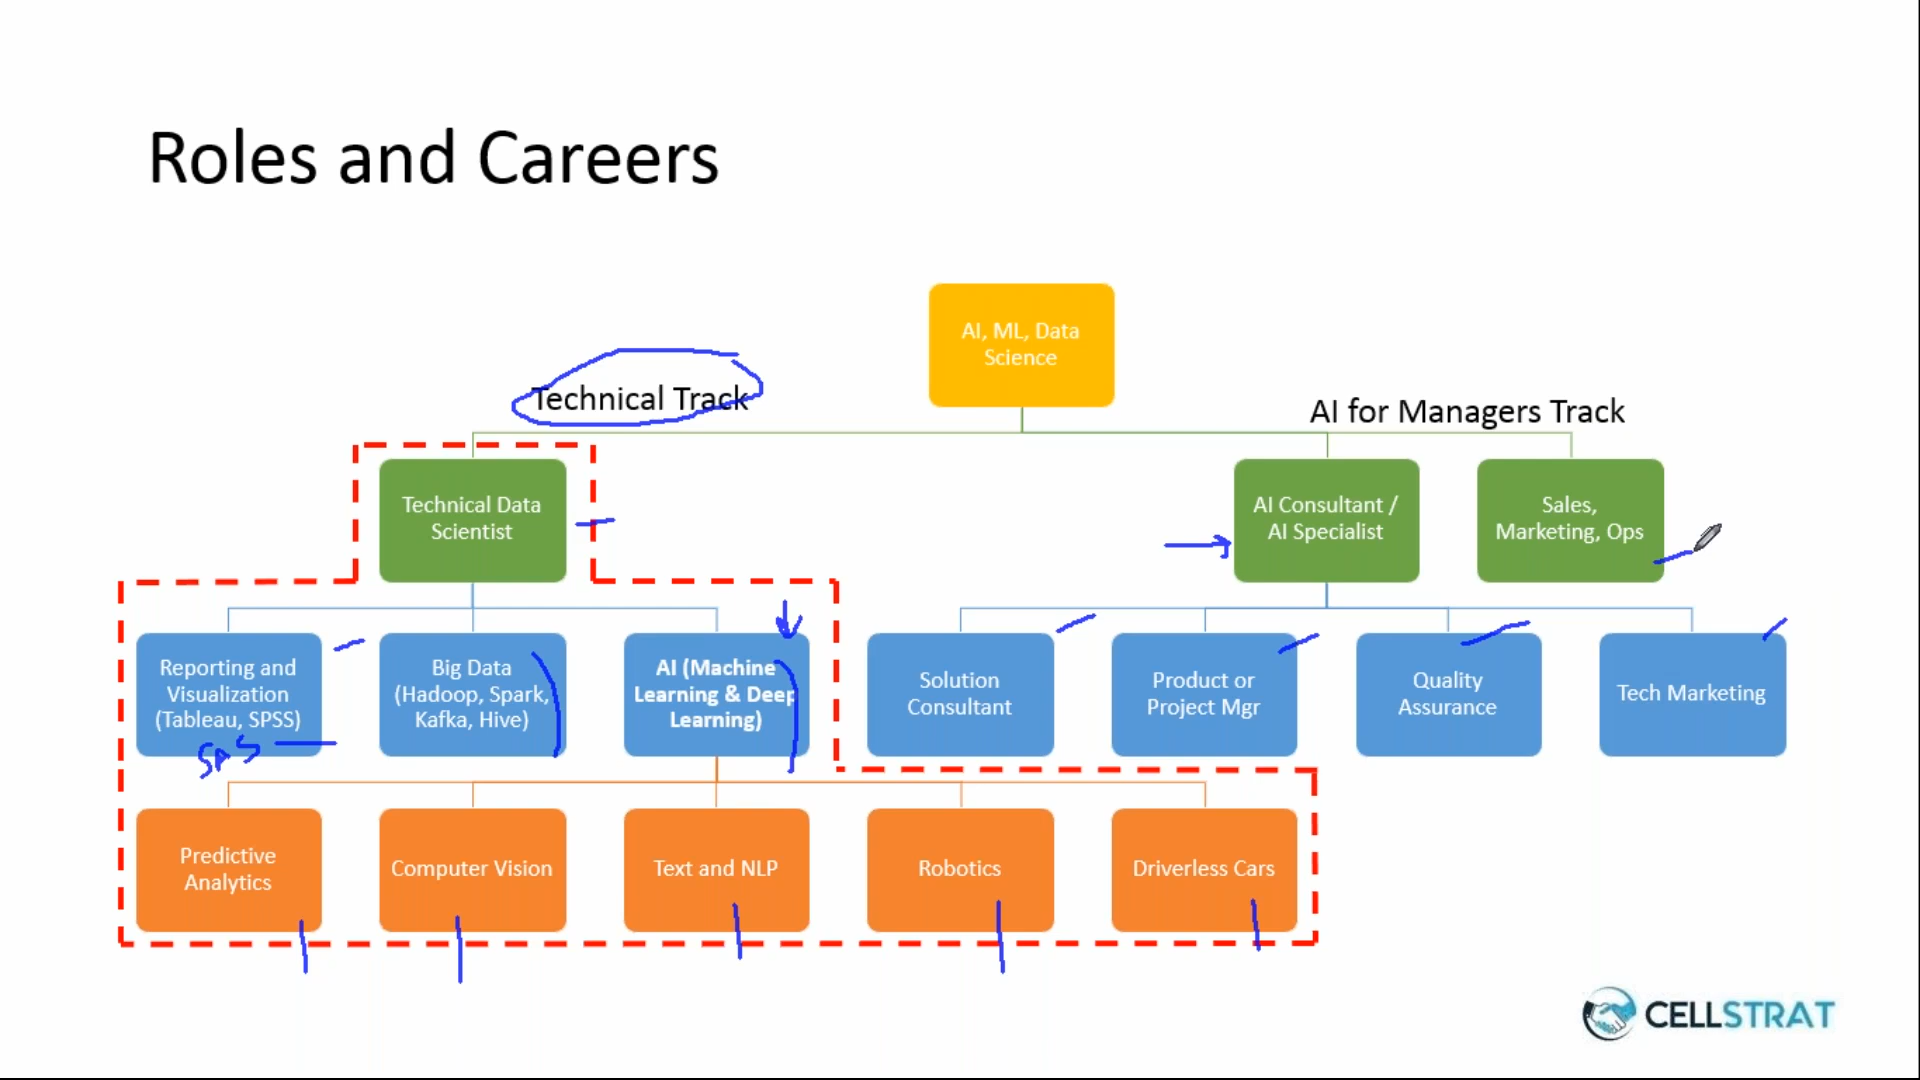 Roles and Careers
AI, ML, Data
Science
Technical Track
AI for Managers Track
Technical Data
Scientist
AI Consultant /
AI Specialist
Sales,
Marketing, Ops
Reporting and
Visualization
(Tableau, SPSS)
SAS
Big Data
(Hadoop, Spark,
Kafka, Hive)
AI (Machine
Learning & Deep
Learning)
Solution
Consultant
Product or
Project Mgr
Quality
Assurance
Tech Marketing
Predictive
Analytics
Computer Vision
Text and NLP
Robotics
Driverless Cars
CELLSTRAT